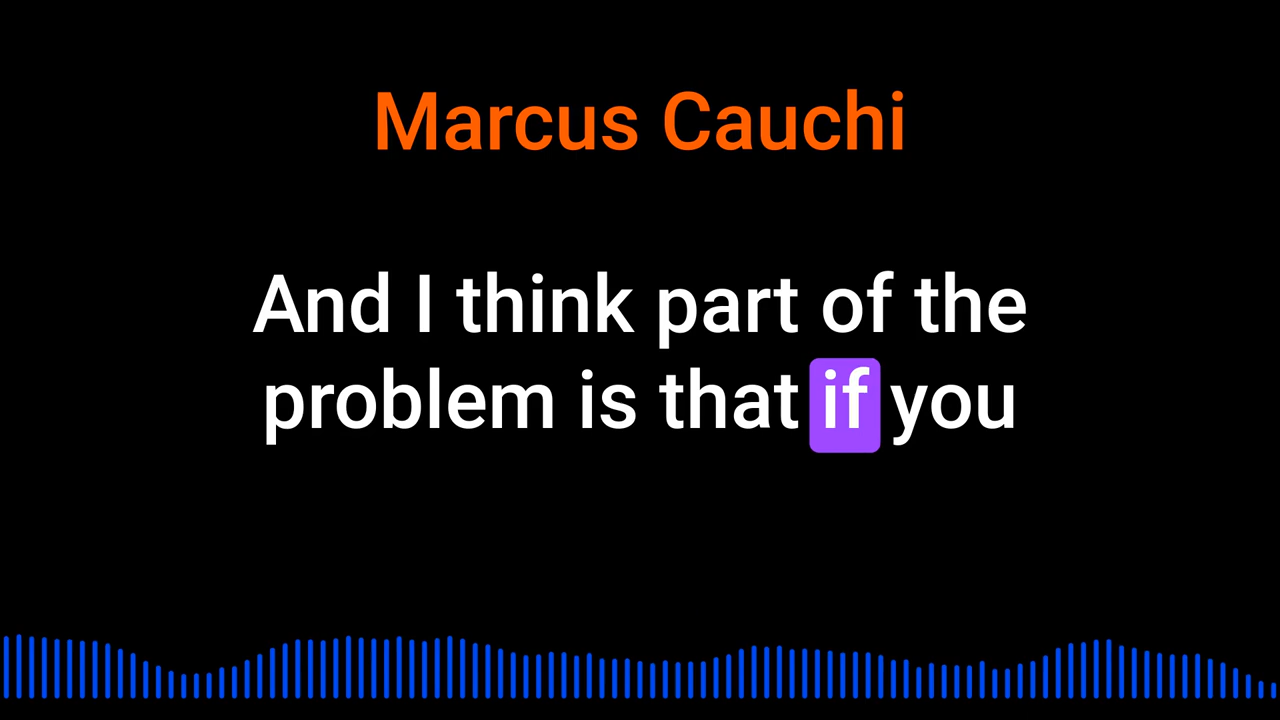 Marcus Cauchi
And I think part of the
problem is that if you